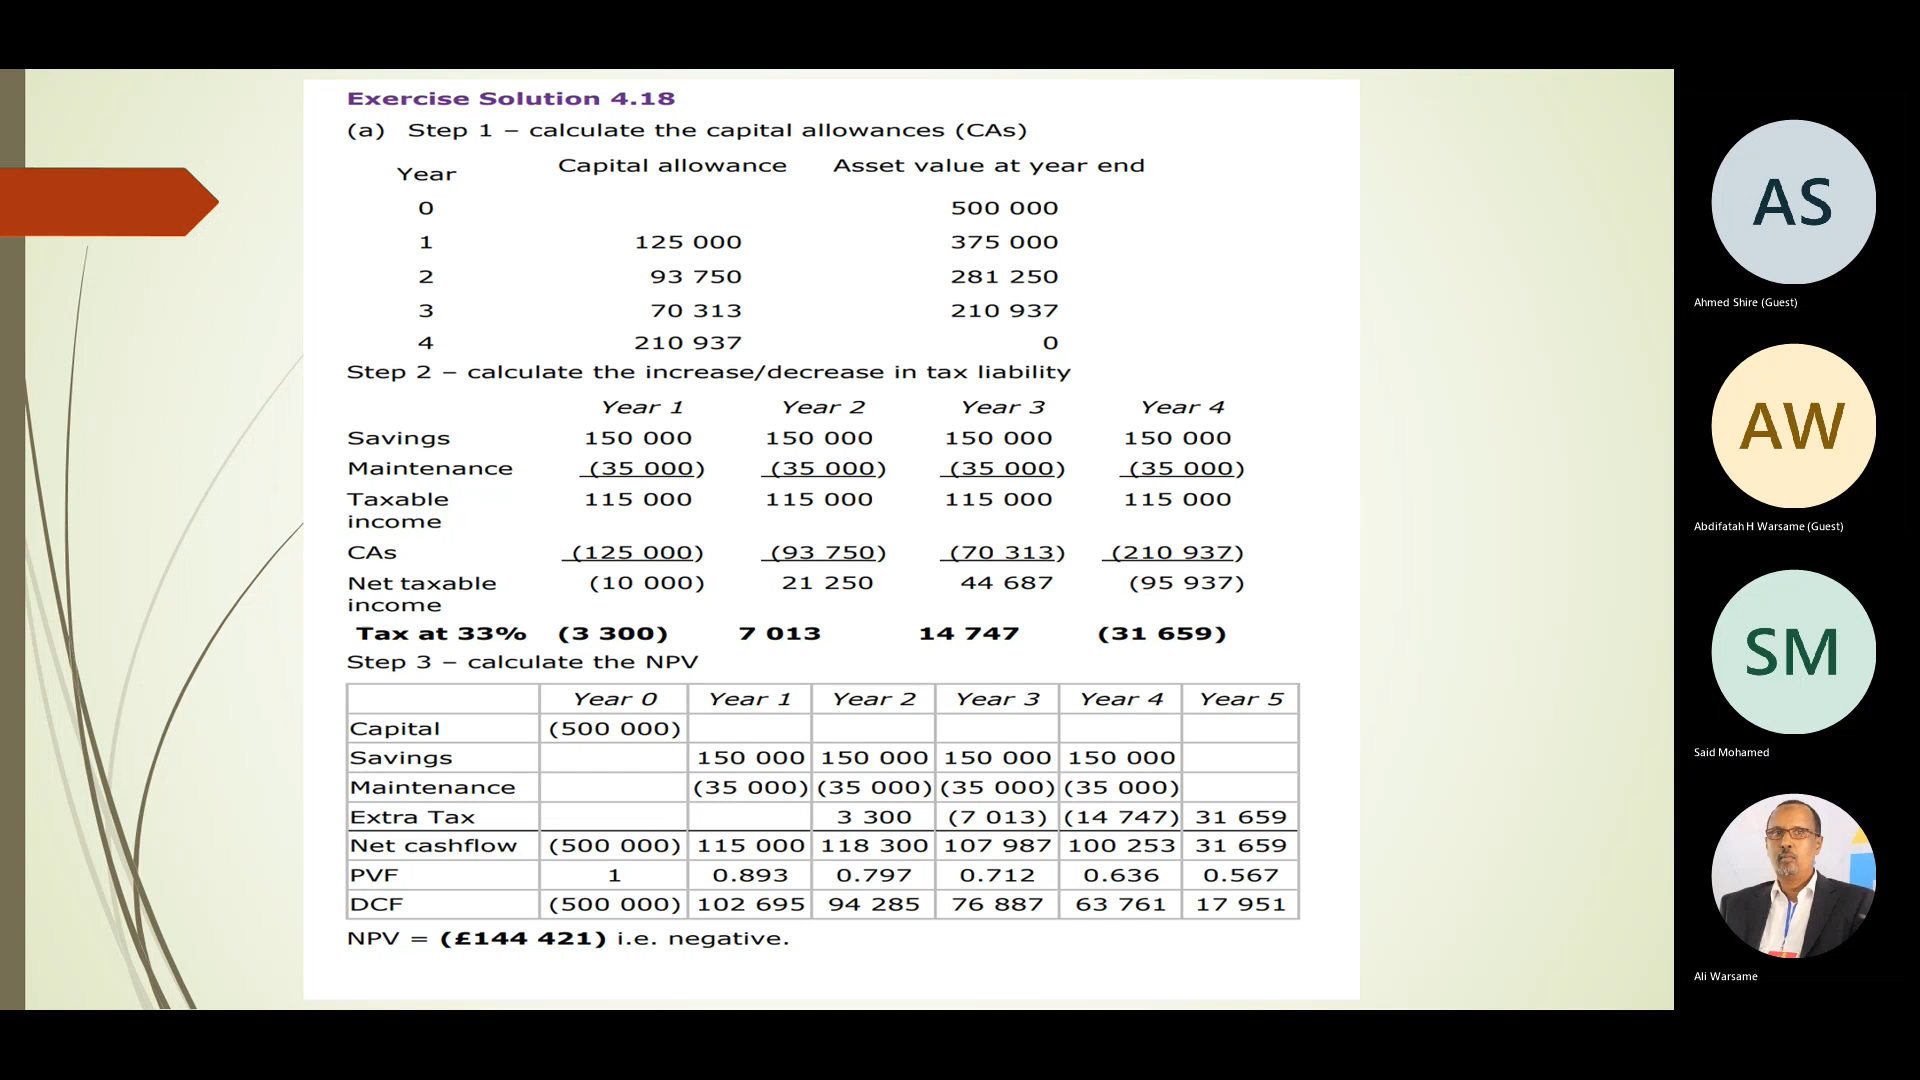 Exercise Solution 4.18
(a) Step 1 – calculate the capital allowances (CAs)
Year Capital allowance Asset value at year end
0 500 000
1 125 000 375 000
2 93 750 281 250
3 70 313 210 937
4 210 937 0
Step 2 – calculate the increase/decrease in tax liability
Year 1 Year 2 Year 3 Year 4
Savings 150 000 150 000 150 000 150 000
Maintenance (35 000) (35 000) (35 000) (35 000)
Taxable 115 000 115 000 115 000 115 000
income
CAs (125 000) (93 750) (70 313) (210 937)
Net taxable (10 000) 21 250 44 687 (95 937)
income
Tax at 33% (3 300) 7 013 14 747 (31 659)
Step 3 – calculate the NPV
Year 0 Year 1 Year 2 Year 3 Year 4 Year 5
Capital (500 000)
Savings 150 000 150 000 150 000 150 000
Maintenance (35 000) (35 000) (35 000) (35 000)
Extra Tax 3 300 (7 013) (14 747) 31 659
Net cashflow (500 000) 115 000 118 300 107 987 100 253 31 659
PVF 1 0.893 0.797 0.712 0.636 0.567
DCF (500 000) 102 695 94 285 76 887 63 761 17 951
NPV = (£144 421) i.e. negative.
AS
Ahmed Shire (Guest)
AW
Abdifatah H Warsame (Guest)
SM
Said Mohamed
Ali Warsame